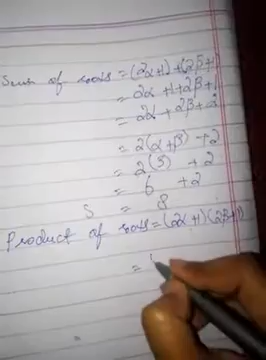 Sum of roots = (2α+1)+(2β+1)
= 2α+1+2β+1
= 2α+2β+2
= 2(α+β)+2
= 2(3) +2
= 6 +2
S = 8
Product of roots = (2α+1)(2β+1)
=